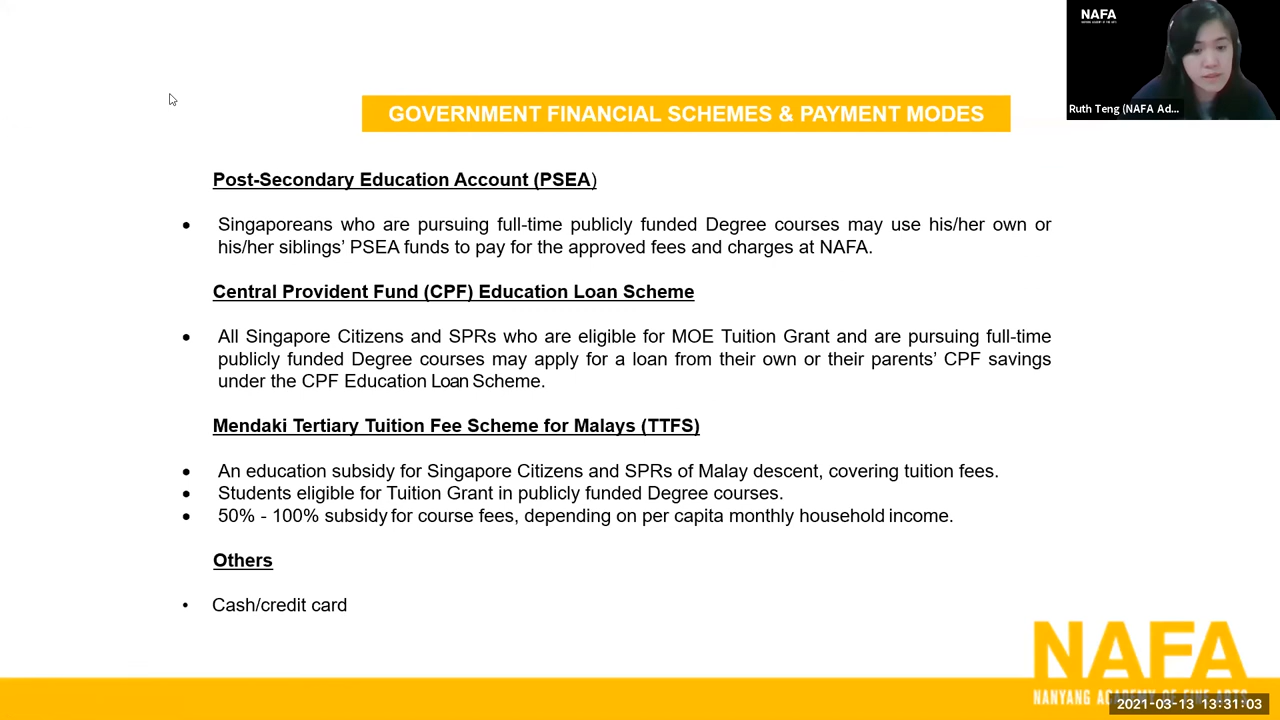 NAFA
Ruth Teng (NAFA Ad...
GOVERNMENT FINANCIAL SCHEMES & PAYMENT MODES
Post-Secondary Education Account (PSEA)
• Singaporeans who are pursuing full-time publicly funded Degree courses may use his/her own or
his/her siblings’ PSEA funds to pay for the approved fees and charges at NAFA.
Central Provident Fund (CPF) Education Loan Scheme
• All Singapore Citizens and SPRs who are eligible for MOE Tuition Grant and are pursuing full-time
publicly funded Degree courses may apply for a loan from their own or their parents’ CPF savings
under the CPF Education Loan Scheme.
Mendaki Tertiary Tuition Fee Scheme for Malays (TTFS)
• An education subsidy for Singapore Citizens and SPRs of Malay descent, covering tuition fees.
• Students eligible for Tuition Grant in publicly funded Degree courses.
• 50% - 100% subsidy for course fees, depending on per capita monthly household income.
Others
• Cash/credit card
NAFA
NANYANG ACADEMY OF FINE ARTS
2021-03-13 13:31:03